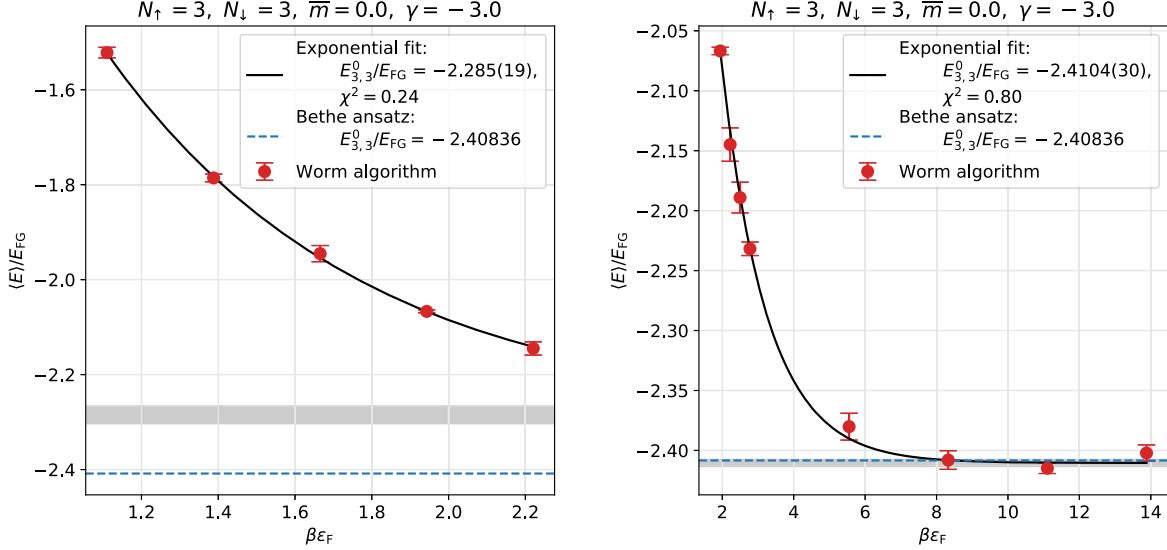 N↑ = 3, N↓ = 3, m̅ = 0.0, γ = −3.0
Exponential fit:
E⁰₃,₃/E_FG = −2.285(19),
χ² = 0.24
Bethe ansatz:
E⁰₃,₃/E_FG = −2.40836
Worm algorithm
⟨E⟩/E_FG
−1.6
−1.8
−2.0
−2.2
−2.4
1.2 1.4 1.6 1.8 2.0 2.2
βε_F
N↑ = 3, N↓ = 3, m̅ = 0.0, γ = −3.0
Exponential fit:
E⁰₃,₃/E_FG = −2.4104(30),
χ² = 0.80
Bethe ansatz:
E⁰₃,₃/E_FG = −2.40836
Worm algorithm
⟨E⟩/E_FG
−2.05
−2.10
−2.15
−2.20
−2.25
−2.30
−2.35
−2.40
2 4 6 8 10 12 14
βε_F